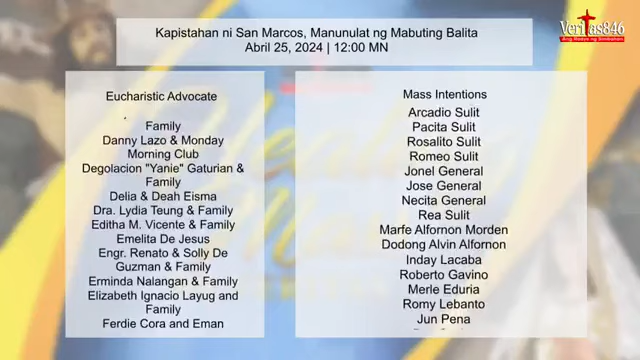 Kapistahan ni San Marcos, Manunulat ng Mabuting Balita
Abril 25, 2024 | 12:00 MN
Veritas846
Ang Radyo ng Simbahan
Eucharistic Advocate
Family
Danny Lazo & Monday
Morning Club
Degolacion "Yanie" Gaturian &
Family
Delia & Deah Eisma
Dra. Lydia Teung & Family
Editha M. Vicente & Family
Emelita De Jesus
Engr. Renato & Solly De
Guzman & Family
Erminda Nalangan & Family
Elizabeth Ignacio Layug and
Family
Ferdie Cora and Eman
Mass Intentions
Arcadio Sulit
Pacita Sulit
Rosalito Sulit
Romeo Sulit
Jonel General
Jose General
Necita General
Rea Sulit
Marfe Alfornon Morden
Dodong Alvin Alfornon
Inday Lacaba
Roberto Gavino
Merle Eduria
Romy Lebanto
Jun Pena